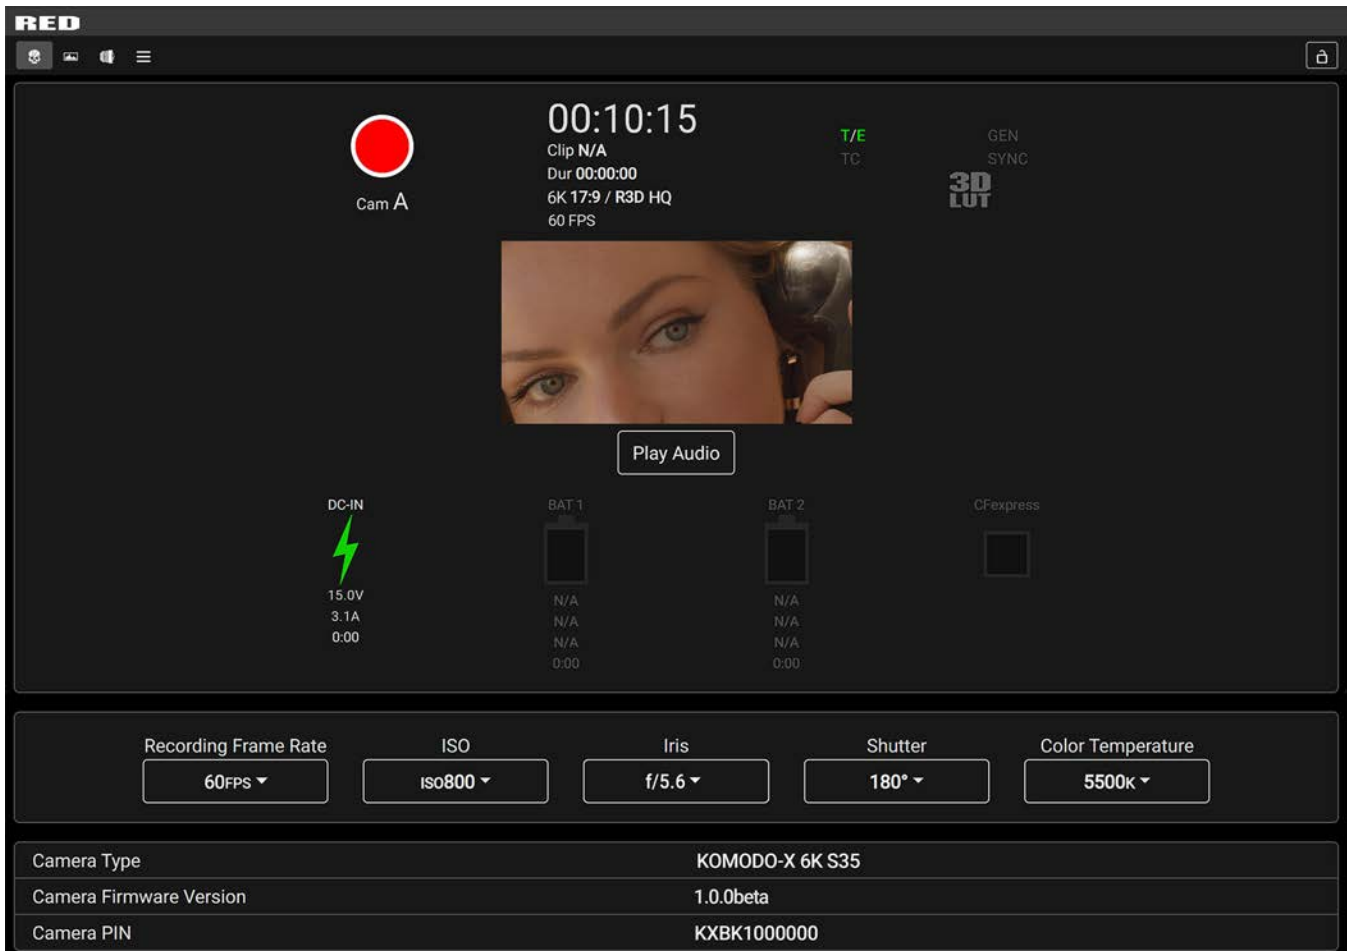 RED
00:10:15
Clip N/A
Dur 00:00:00
6K 17:9 / R3D HQ
60 FPS
Cam A
T/E
TC
GEN
SYNC
3D
LUT
Play Audio
DC-IN
15.0V
3.1A
0:00
BAT 1
N/A
N/A
N/A
0:00
BAT 2
N/A
N/A
N/A
0:00
CFexpress
Recording Frame Rate
60FPS
ISO
ISO800
Iris
f/5.6
Shutter
180°
Color Temperature
5500K
Camera Type KOMODO-X 6K S35
Camera Firmware Version 1.0.0beta
Camera PIN KXBK1000000